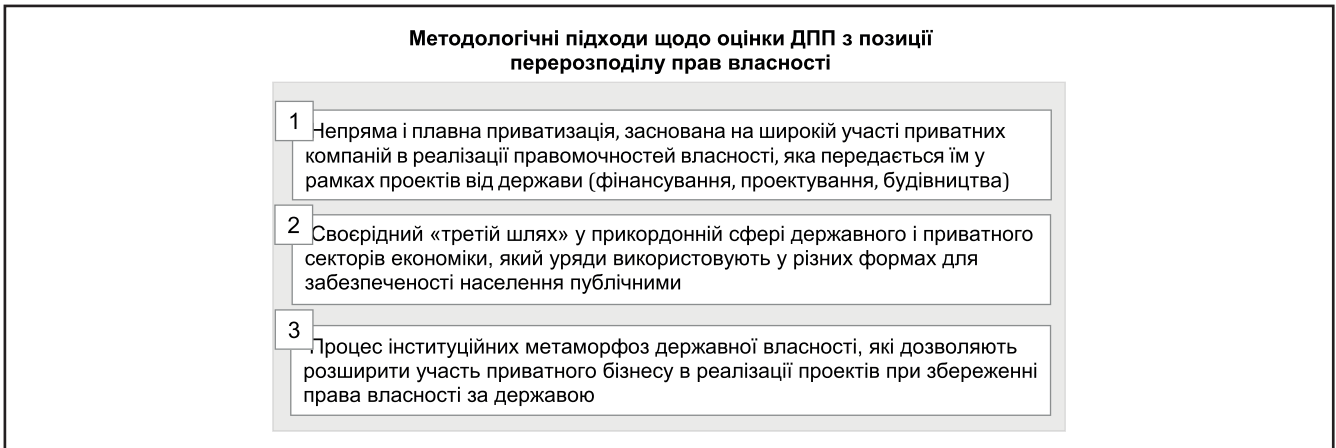 Методологічні підходи щодо оцінки ДПП з позиції
перерозподілу прав власності
1
Непряма і плавна приватизація, заснована на широкій участі приватних
компаній в реалізації правомочностей власності, яка передається їм у
рамках проектів від держави (фінансування, проектування, будівництва)
2
Своєрідний «третій шлях» у прикордонній сфері державного і приватного
секторів економіки, який уряди використовують у різних формах для
забезпеченості населення публічними
3
Процес інституційних метаморфоз державної власності, які дозволяють
розширити участь приватного бізнесу в реалізації проектів при збереженні
права власності за державою